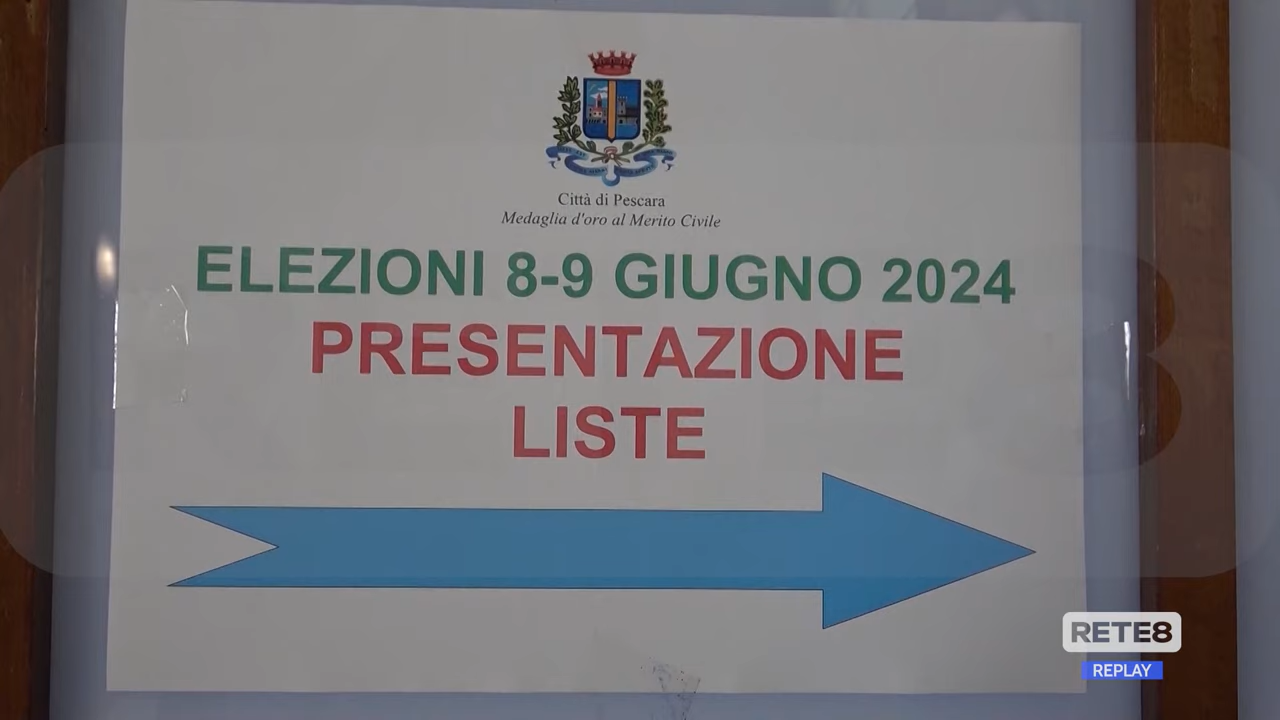 Città di Pescara
Medaglia d'oro al Merito Civile
ELEZIONI 8-9 GIUGNO 2024
PRESENTAZIONE
LISTE
RETE8
REPLAY